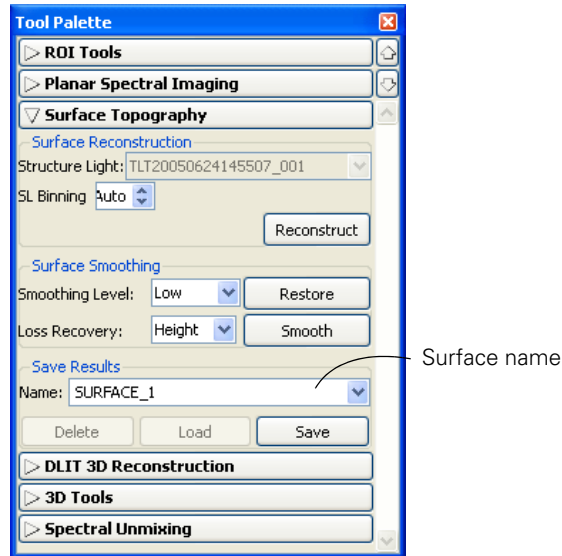 Tool Palette
ROI Tools
Planar Spectral Imaging
Surface Topography
Surface Reconstruction
Structure Light: TLT20050624145507_001
SL Binning Auto
Reconstruct
Surface Smoothing
Smoothing Level: Low Restore
Loss Recovery: Height Smooth
Save Results
Name: SURFACE_1
Surface name
Delete Load Save
DLIT 3D Reconstruction
3D Tools
Spectral Unmixing